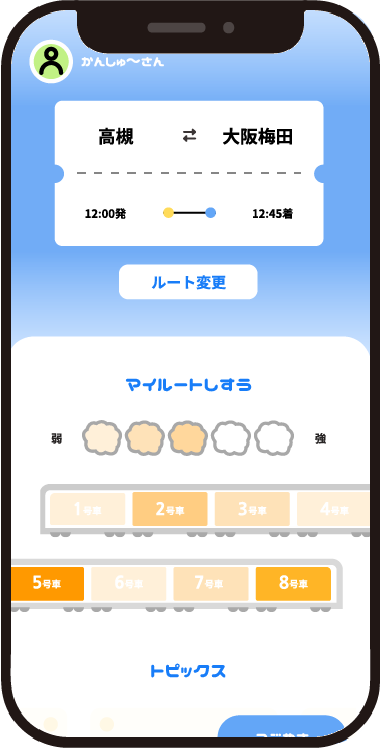 かんしゅ〜さん
高槻 ⇄ 大阪梅田
12:00発 12:45着
ルート変更
マイルートしすう
弱 強
1号車 2号車 3号車 4号車
5号車 6号車 7号車 8号車
トピックス